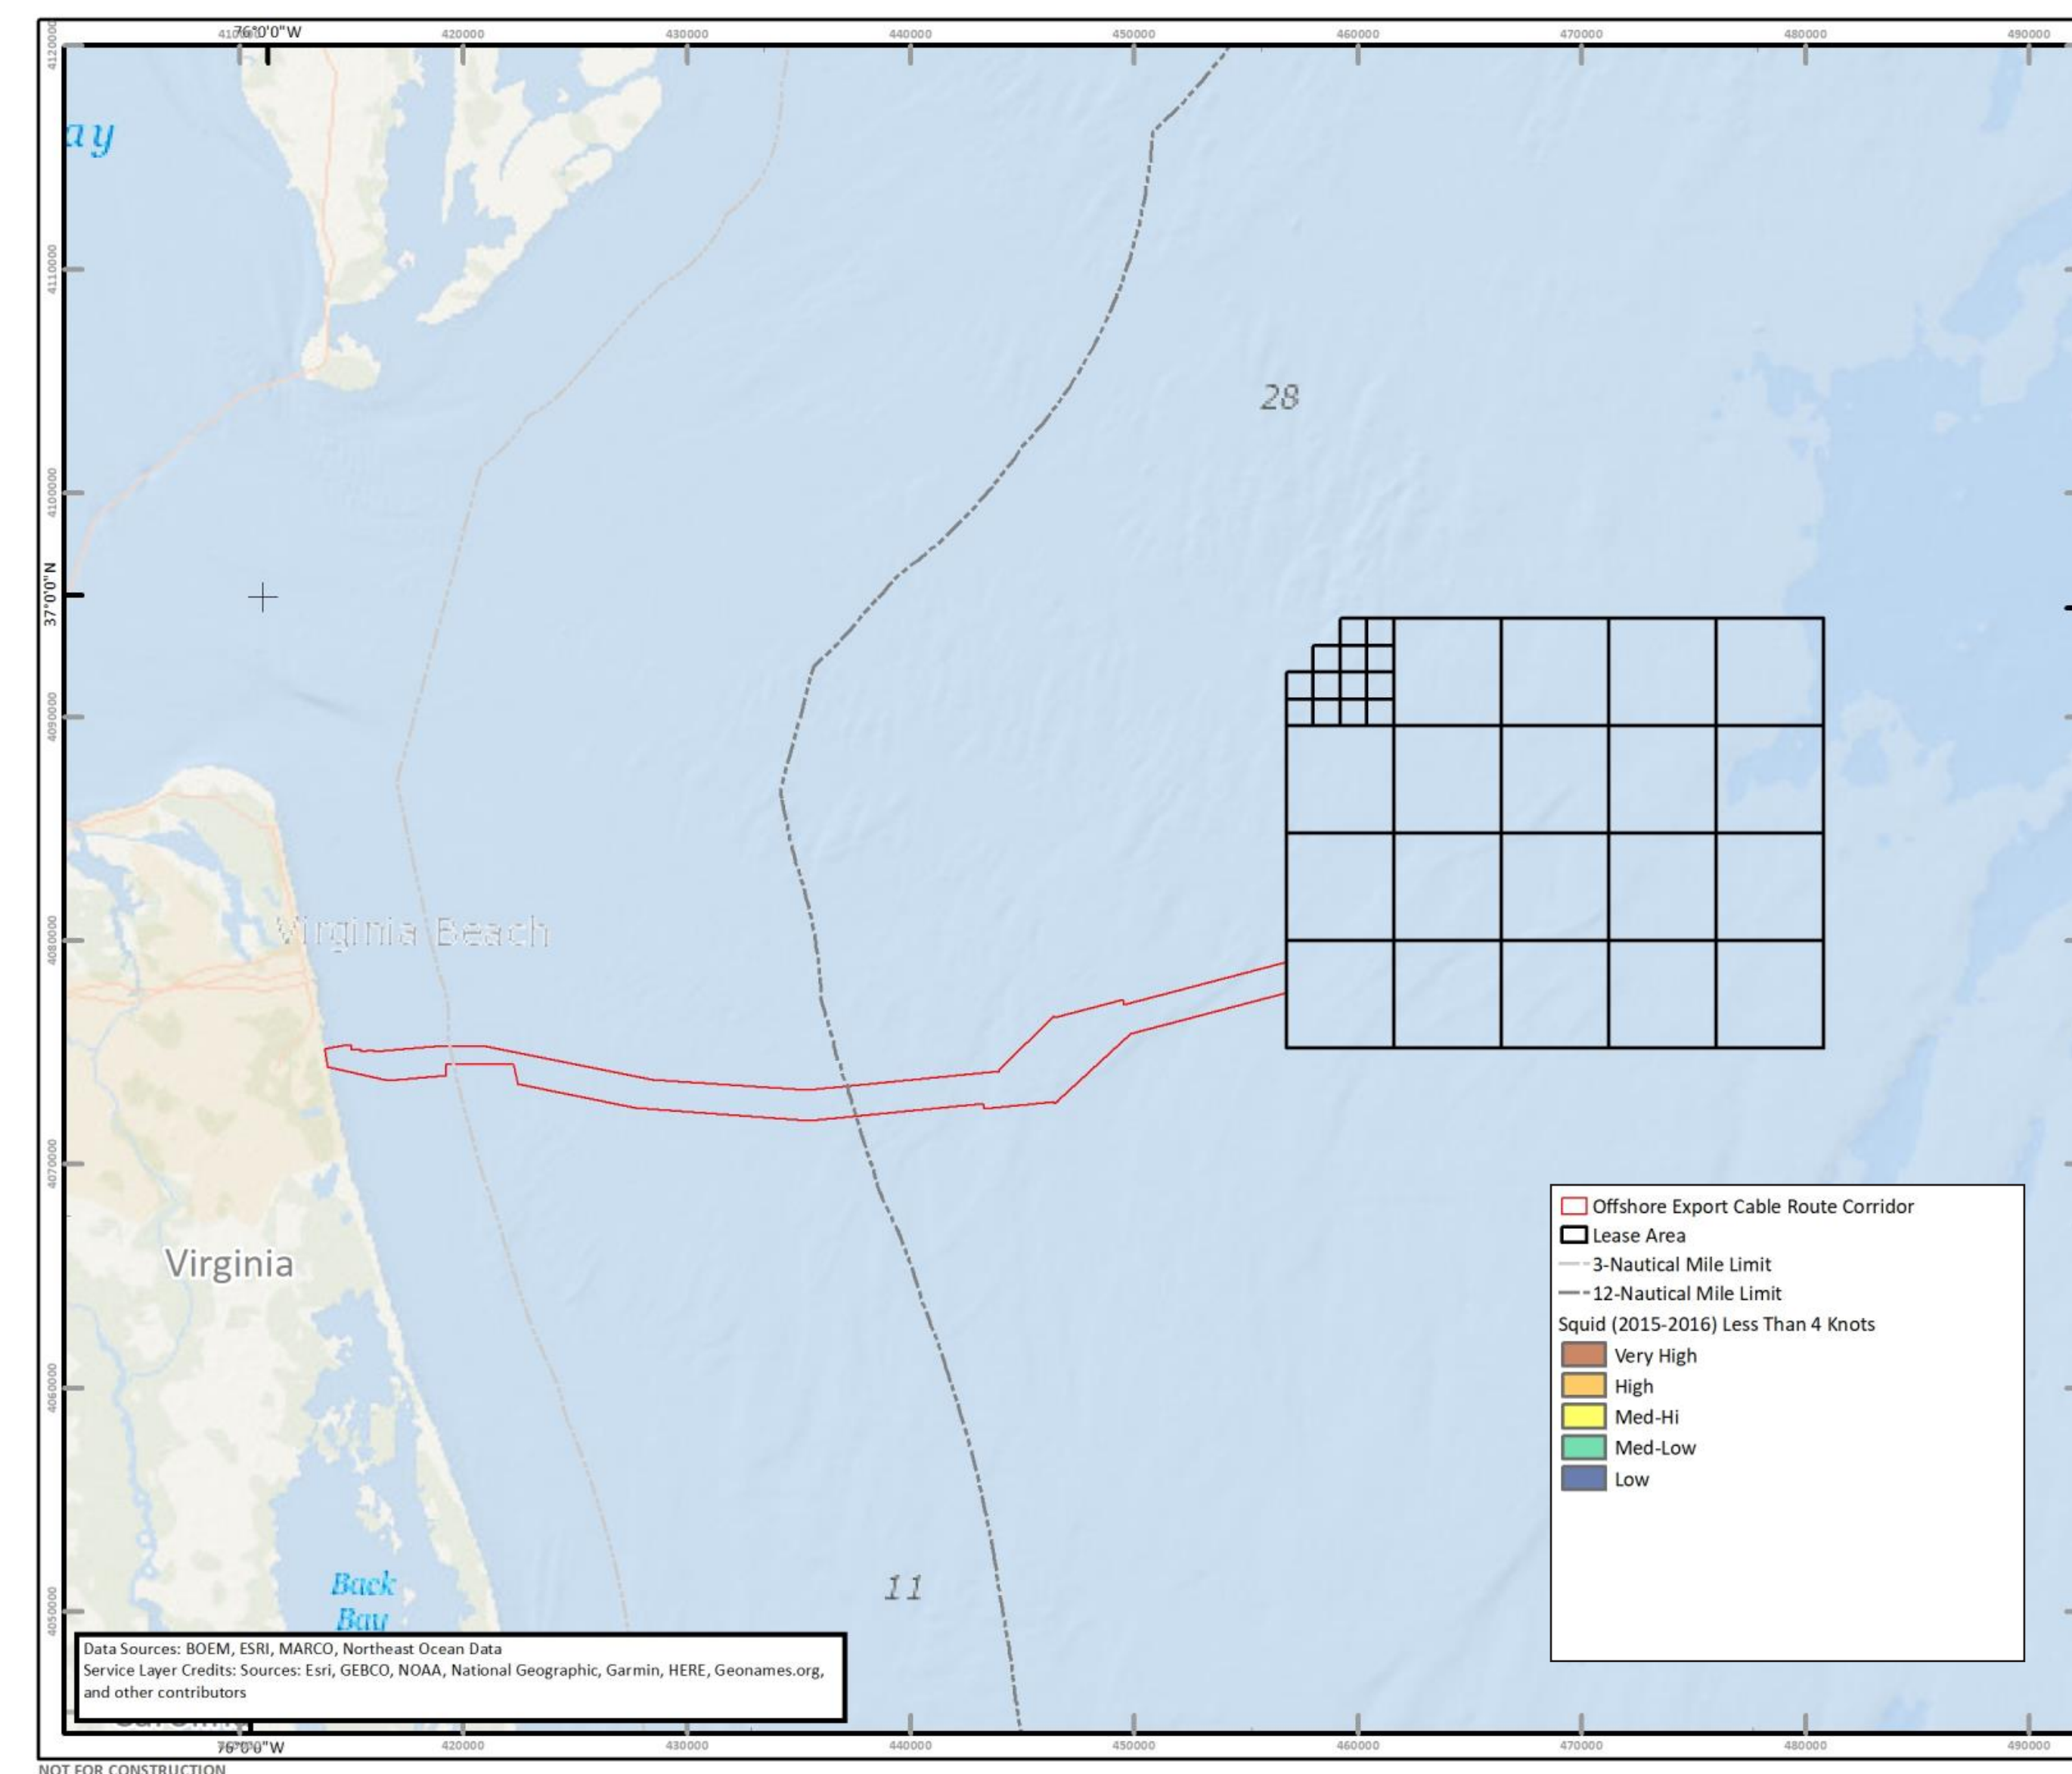 76°0'0"W
420000 430000 440000 450000 460000 470000 480000 490000
4120000
ay
4110000
28
4100000
37°0'0"N
4090000
4080000
Virginia Beach
4070000
Virginia
4060000
4050000
Back
Bay
11
Offshore Export Cable Route Corridor
Lease Area
3-Nautical Mile Limit
12-Nautical Mile Limit
Squid (2015-2016) Less Than 4 Knots
Very High
High
Med-Hi
Med-Low
Low
Data Sources: BOEM, ESRI, MARCO, Northeast Ocean Data
Service Layer Credits: Sources: Esri, GEBCO, NOAA, National Geographic, Garmin, HERE, Geonames.org,
and other contributors
76°0'0"W
420000 430000 440000 450000 460000 470000 480000 490000
NOT FOR CONSTRUCTION